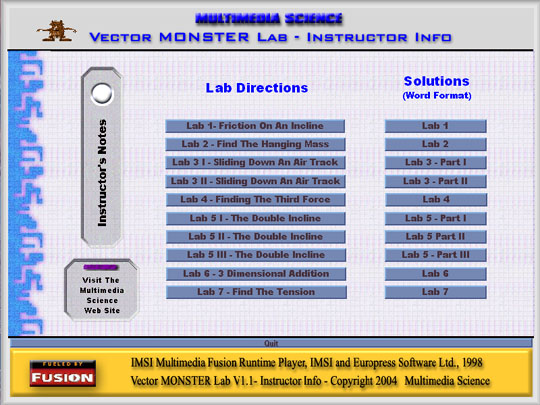 MULTIMEDIA SCIENCE
VECTOR MONSTER LAB - INSTRUCTOR INFO
Instructor's Notes
Lab Directions
Lab 1- Friction On An Incline
Lab 2 - Find The Hanging Mass
Lab 3 I - Sliding Down An Air Track
Lab 3 II - Sliding Down An Air Track
Lab 4 - Finding The Third Force
Lab 5 I - The Double Incline
Lab 5 II - The Double Incline
Lab 5 III - The Double Incline
Lab 6 - 3 Dimensional Addition
Lab 7 - Find The Tension
Solutions
(Word Format)
Lab 1
Lab 2
Lab 3 - Part I
Lab 3 - Part II
Lab 4
Lab 5 - Part I
Lab 5 Part II
Lab 5 - Part III
Lab 6
Lab 7
Visit The
Multimedia
Science
Web Site
Quit
FUELED BY
FUSION
IMSI Multimedia Fusion Runtime Player, IMSI and Europress Software Ltd., 1998
Vector MONSTER Lab V1.1- Instructor Info - Copyright 2004 Multimedia Science